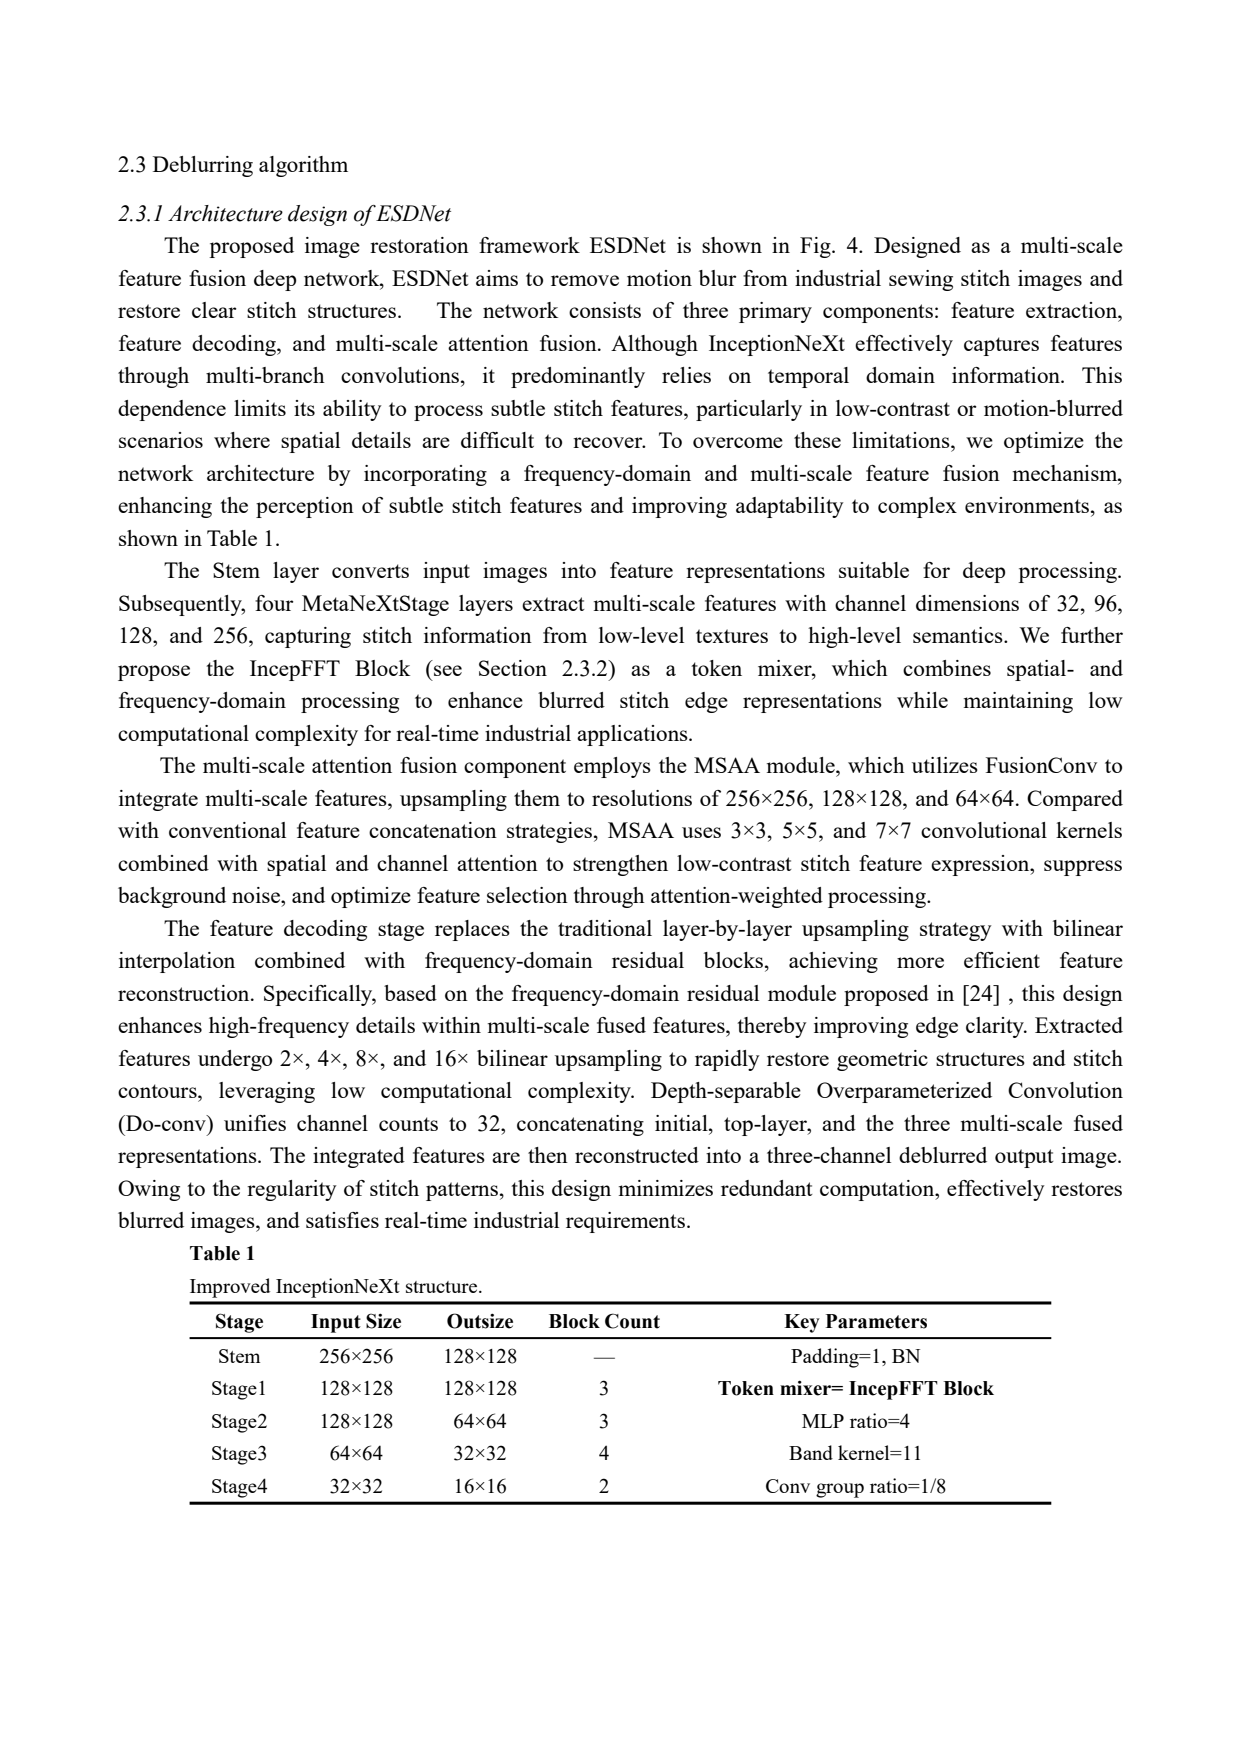 2.3 Deblurring algorithm
2.3.1 Architecture design of ESDNet
The proposed image restoration framework ESDNet is shown in Fig. 4. Designed as a multi-scale
feature fusion deep network, ESDNet aims to remove motion blur from industrial sewing stitch images and
restore clear stitch structures. The network consists of three primary components: feature extraction,
feature decoding, and multi-scale attention fusion. Although InceptionNeXt effectively captures features
through multi-branch convolutions, it predominantly relies on temporal domain information. This
dependence limits its ability to process subtle stitch features, particularly in low-contrast or motion-blurred
scenarios where spatial details are difficult to recover. To overcome these limitations, we optimize the
network architecture by incorporating a frequency-domain and multi-scale feature fusion mechanism,
enhancing the perception of subtle stitch features and improving adaptability to complex environments, as
shown in Table 1.
The Stem layer converts input images into feature representations suitable for deep processing.
Subsequently, four MetaNeXtStage layers extract multi-scale features with channel dimensions of 32, 96,
128, and 256, capturing stitch information from low-level textures to high-level semantics. We further
propose the IncepFFT Block (see Section 2.3.2) as a token mixer, which combines spatial- and
frequency-domain processing to enhance blurred stitch edge representations while maintaining low
computational complexity for real-time industrial applications.
The multi-scale attention fusion component employs the MSAA module, which utilizes FusionConv to
integrate multi-scale features, upsampling them to resolutions of 256×256, 128×128, and 64×64. Compared
with conventional feature concatenation strategies, MSAA uses 3×3, 5×5, and 7×7 convolutional kernels
combined with spatial and channel attention to strengthen low-contrast stitch feature expression, suppress
background noise, and optimize feature selection through attention-weighted processing.
The feature decoding stage replaces the traditional layer-by-layer upsampling strategy with bilinear
interpolation combined with frequency-domain residual blocks, achieving more efficient feature
reconstruction. Specifically, based on the frequency-domain residual module proposed in [24] , this design
enhances high-frequency details within multi-scale fused features, thereby improving edge clarity. Extracted
features undergo 2×, 4×, 8×, and 16× bilinear upsampling to rapidly restore geometric structures and stitch
contours, leveraging low computational complexity. Depth-separable Overparameterized Convolution
(Do-conv) unifies channel counts to 32, concatenating initial, top-layer, and the three multi-scale fused
representations. The integrated features are then reconstructed into a three-channel deblurred output image.
Owing to the regularity of stitch patterns, this design minimizes redundant computation, effectively restores
blurred images, and satisfies real-time industrial requirements.
Table 1
Improved InceptionNeXt structure.
Stage Input Size Outsize Block Count Key Parameters
Stem 256×256 128×128 — Padding=1, BN
Stage1 128×128 128×128 3 Token mixer= IncepFFT Block
Stage2 128×128 64×64 3 MLP ratio=4
Stage3 64×64 32×32 4 Band kernel=11
Stage4 32×32 16×16 2 Conv group ratio=1/8